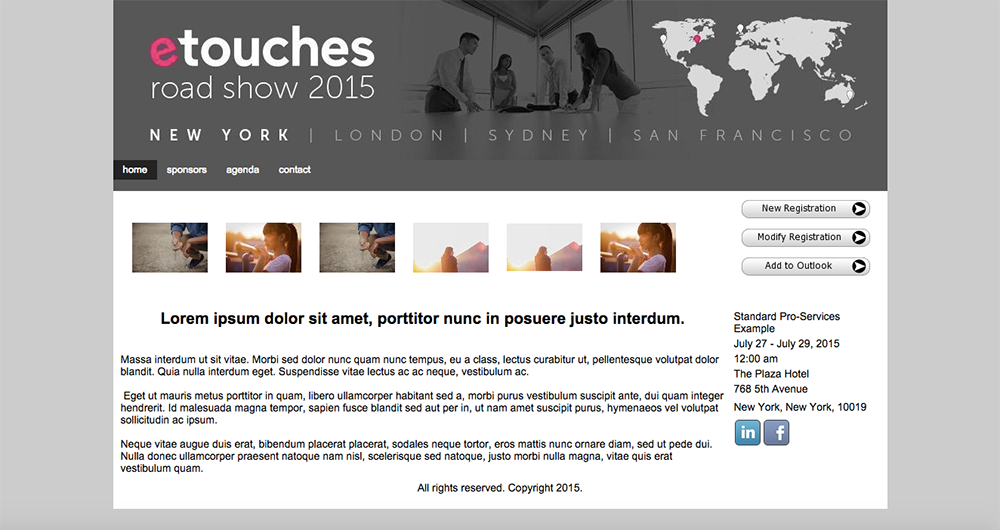 etouches
road show 2015
NEW YORK | LONDON | SYDNEY | SAN FRANCISCO
home sponsors agenda contact
New Registration
Modify Registration
Add to Outlook
Lorem ipsum dolor sit amet, porttitor nunc in posuere justo interdum.
Massa interdum ut sit vitae. Morbi sed dolor nunc quam nunc tempus, eu a class, lectus curabitur ut, pellentesque volutpat dolor
blandit. Quia nulla interdum eget. Suspendisse vitae lectus ac ac neque, vestibulum ac.
Eget ut mauris metus porttitor in quam, libero ullamcorper habitant sed a, morbi purus vestibulum suscipit ante, dui quam integer
hendrerit. Id malesuada magna tempor, sapien fusce blandit sed aut per in, ut nam amet suscipit purus, hymenaeos vel volutpat
sollicitudin ac ipsum.
Neque vitae augue duis erat, bibendum placerat placerat, sodales neque tortor, eros mattis nunc ornare diam, sed ut pede dui.
Nulla donec ullamcorper praesent natoque nam nisl, scelerisque sed natoque, justo morbi nulla magna, vitae quis erat
vestibulum quam.
Standard Pro-Services
Example
July 27 - July 29, 2015
12:00 am
The Plaza Hotel
768 5th Avenue
New York, New York, 10019
in f
All rights reserved. Copyright 2015.